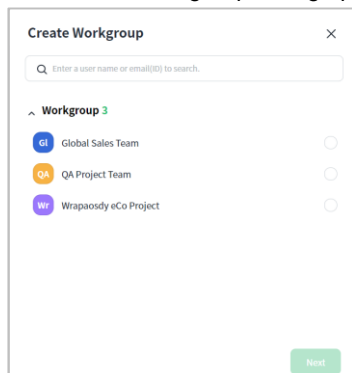 Create Workgroup
Enter a user name or email(ID) to search.
Workgroup 3
Gl Global Sales Team
QA QA Project Team
Wr Wrapaosdy eCo Project
Next